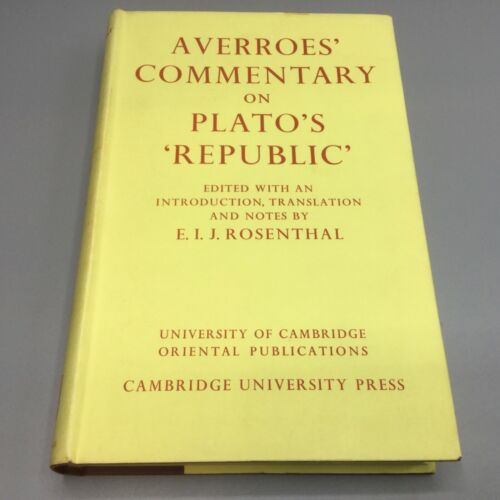 AVERROES'
COMMENTARY
ON
PLATO'S
'REPUBLIC'
EDITED WITH AN
INTRODUCTION, TRANSLATION
AND NOTES BY
E. I. J. ROSENTHAL
UNIVERSITY OF CAMBRIDGE
ORIENTAL PUBLICATIONS
CAMBRIDGE UNIVERSITY PRESS